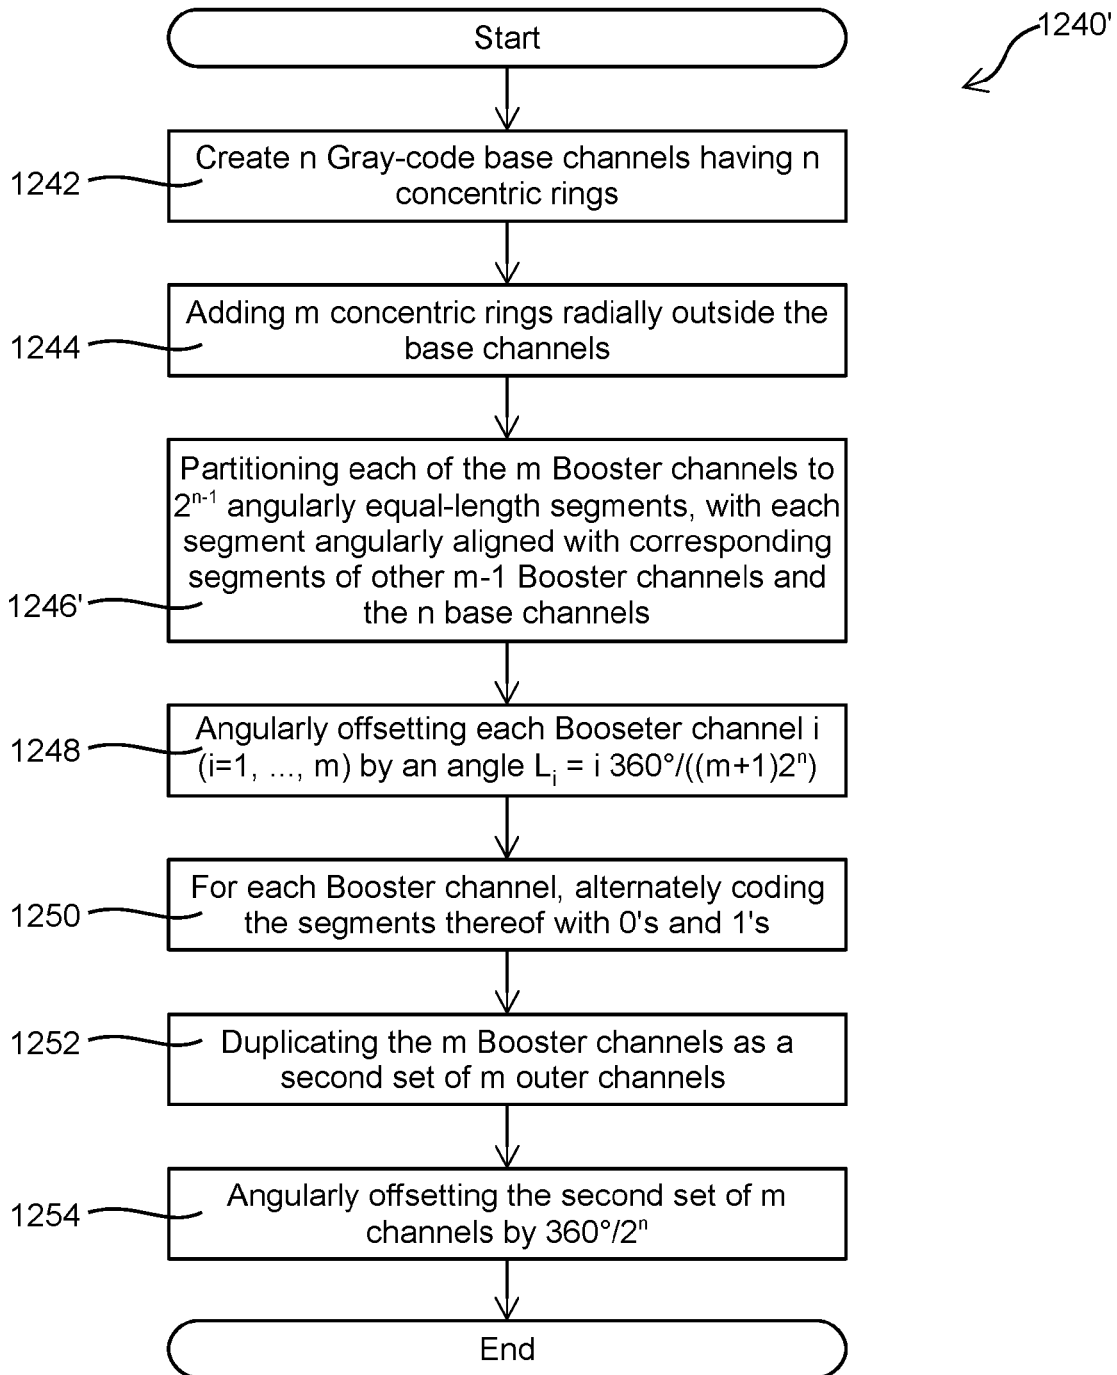 Start
1240'
1242
Create n Gray-code base channels having n
concentric rings
1244
Adding m concentric rings radially outside the
base channels
1246'
Partitioning each of the m Booster channels to
2ⁿ⁻¹ angularly equal-length segments, with each
segment angularly aligned with corresponding
segments of other m-1 Booster channels and
the n base channels
1248
Angularly offsetting each Booseter channel i
(i=1, ..., m) by an angle Lᵢ = i 360°/((m+1)2ⁿ)
1250
For each Booster channel, alternately coding
the segments thereof with 0's and 1's
1252
Duplicating the m Booster channels as a
second set of m outer channels
1254
Angularly offsetting the second set of m
channels by 360°/2ⁿ
End